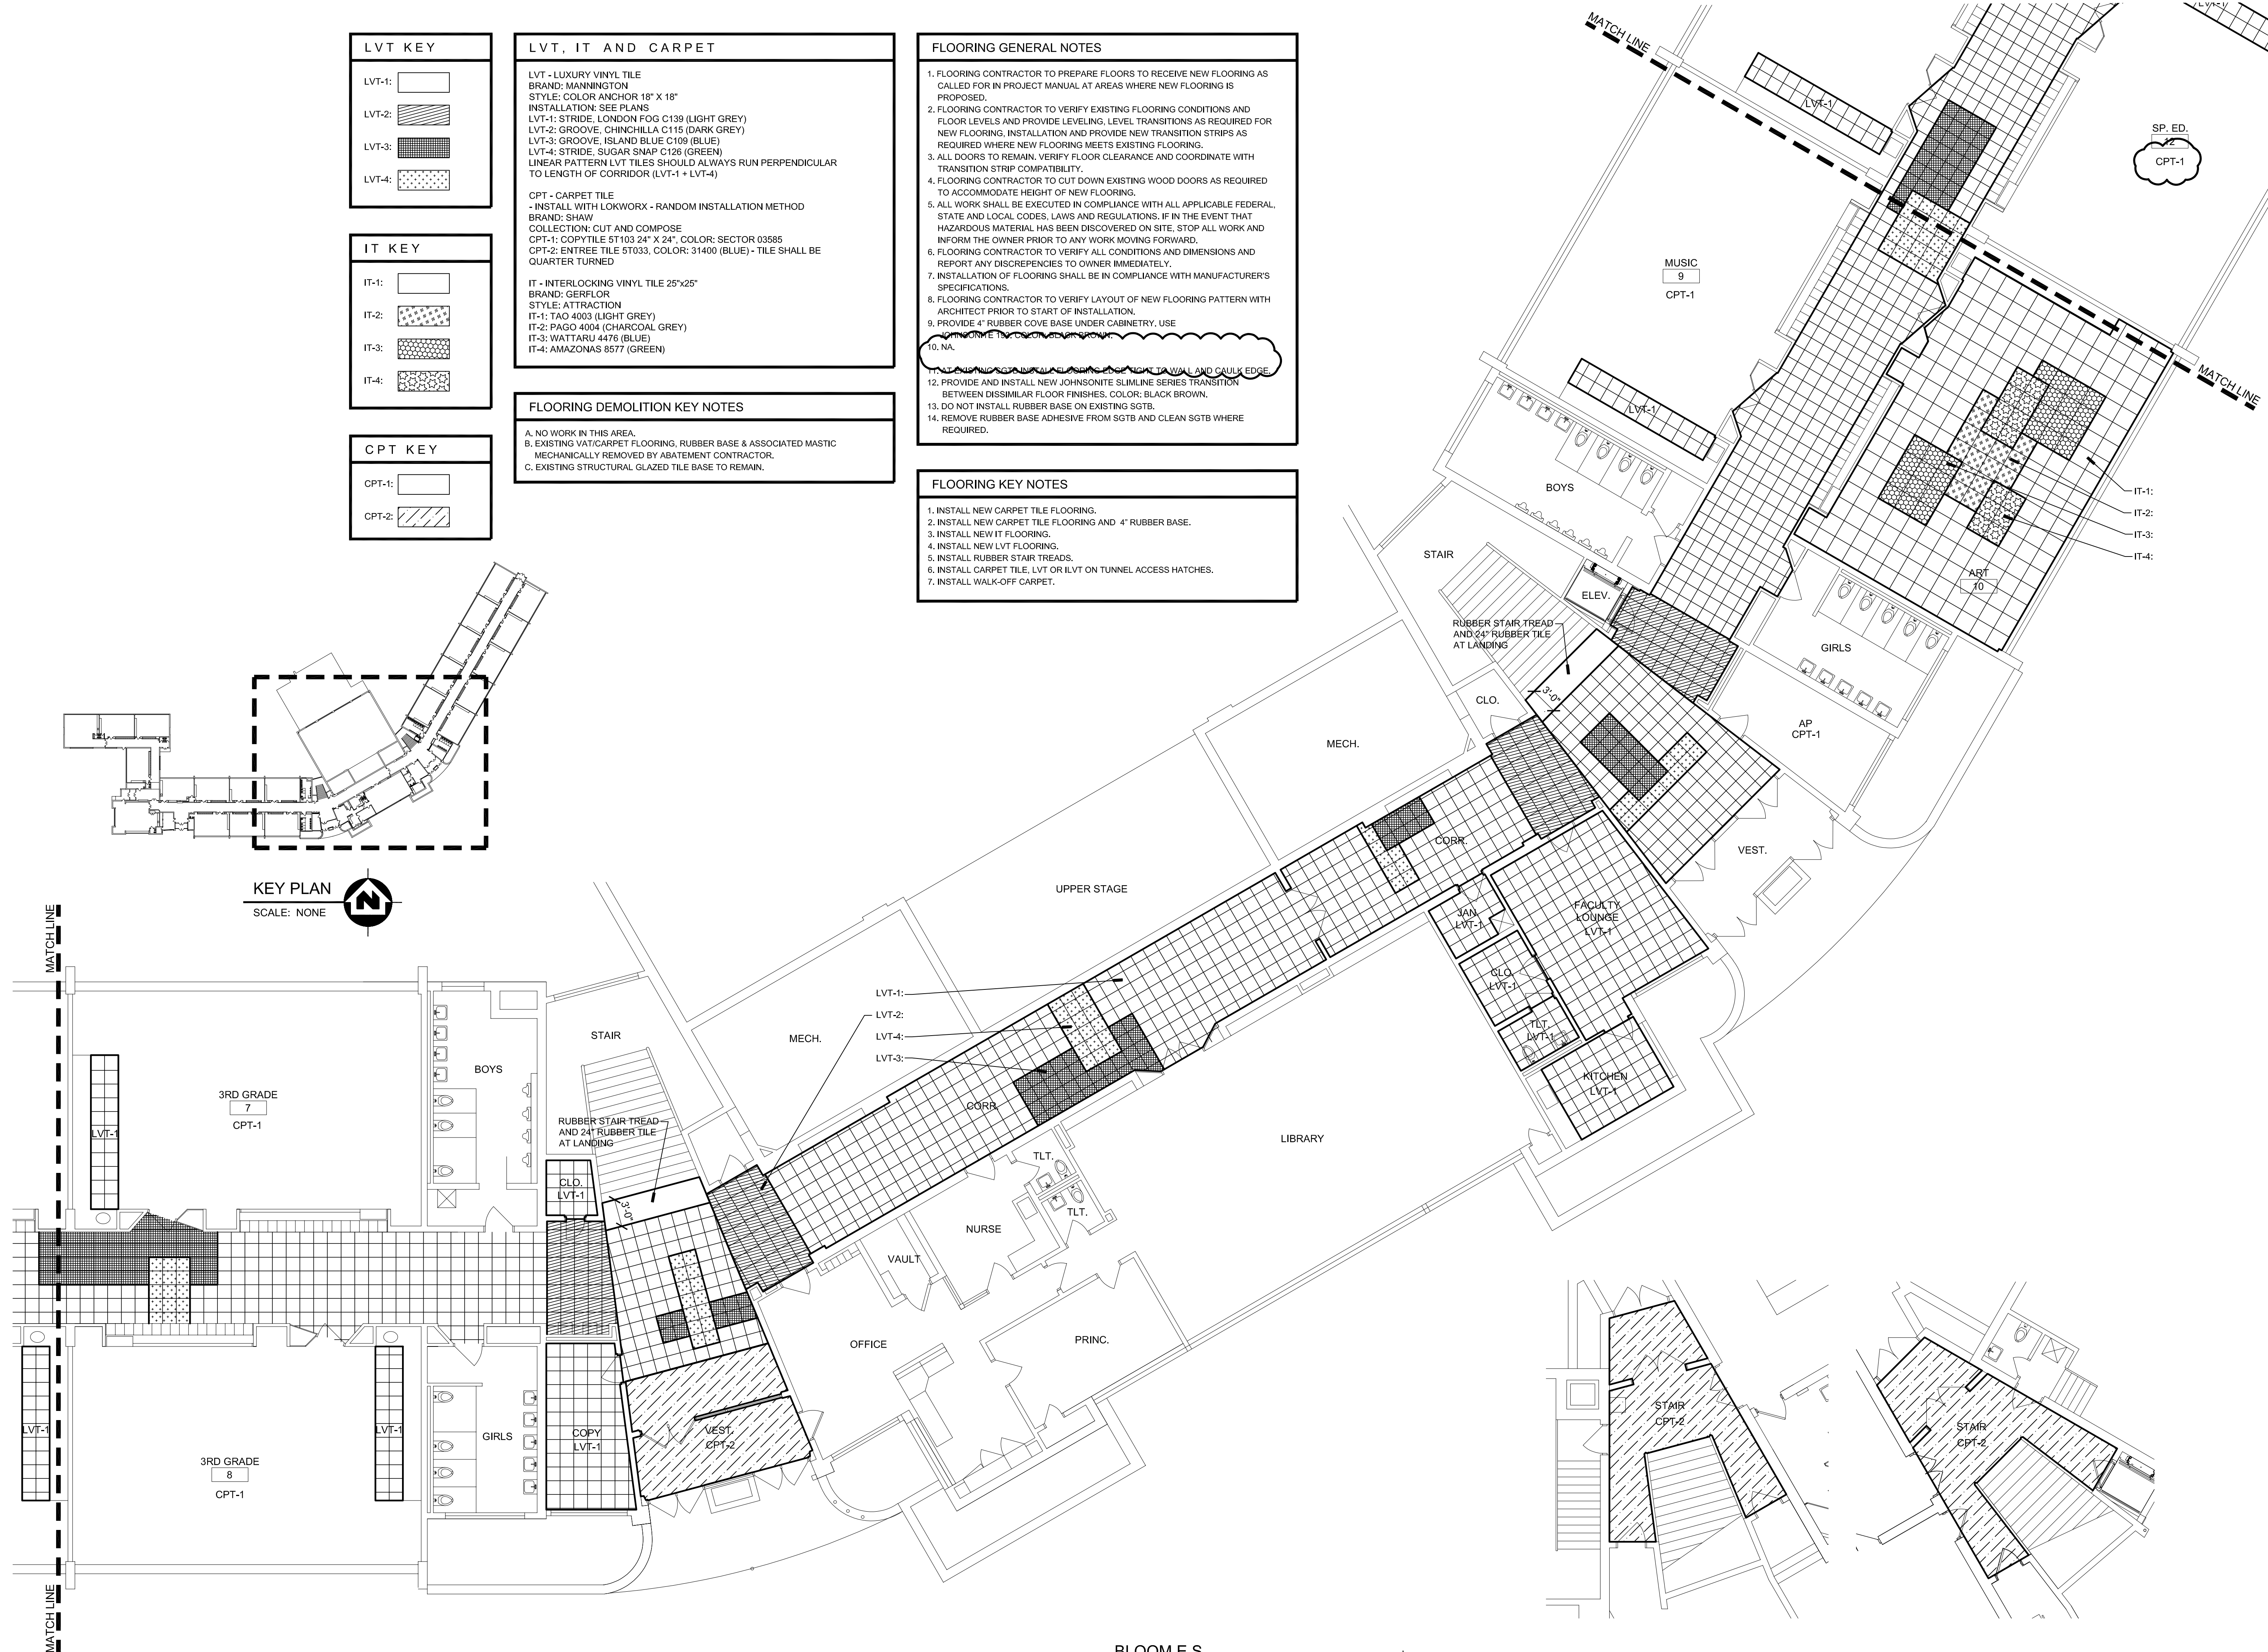 LVT KEY
LVT-1:
LVT-2:
LVT-3:
LVT-4:
IT KEY
IT-1:
IT-2:
IT-3:
IT-4:
CPT KEY
CPT-1:
CPT-2:
LVT, IT AND CARPET
LVT - LUXURY VINYL TILE
BRAND: MANNINGTON
STYLE: COLOR ANCHOR 18" X 18"
INSTALLATION: SEE PLANS
LVT-1: STRIDE, LONDON FOG C139 (LIGHT GREY)
LVT-2: GROOVE, CHINCHILLA C115 (DARK GREY)
LVT-3: GROOVE, ISLAND BLUE C109 (BLUE)
LVT-4: STRIDE, SUGAR SNAP C126 (GREEN)
LINEAR PATTERN LVT TILES SHOULD ALWAYS RUN PERPENDICULAR
TO LENGTH OF CORRIDOR (LVT-1 + LVT-4)
CPT - CARPET TILE
- INSTALL WITH LOKWORX - RANDOM INSTALLATION METHOD
BRAND: SHAW
COLLECTION: CUT AND COMPOSE
CPT-1: COPYTILE 5T103 24" X 24", COLOR: SECTOR 03585
CPT-2: ENTREE TILE 5T033, COLOR: 31400 (BLUE) - TILE SHALL BE
QUARTER TURNED
IT - INTERLOCKING VINYL TILE 25"x25"
BRAND: GERFLOR
STYLE: ATTRACTION
IT-1: TAO 4003 (LIGHT GREY)
IT-2: PAGO 4004 (CHARCOAL GREY)
IT-3: WATTARU 4476 (BLUE)
IT-4: AMAZONAS 8577 (GREEN)
FLOORING DEMOLITION KEY NOTES
A. NO WORK IN THIS AREA.
B. EXISTING VAT/CARPET FLOORING, RUBBER BASE & ASSOCIATED MASTIC
MECHANICALLY REMOVED BY ABATEMENT CONTRACTOR.
C. EXISTING STRUCTURAL GLAZED TILE BASE TO REMAIN.
FLOORING GENERAL NOTES
1. FLOORING CONTRACTOR TO PREPARE FLOORS TO RECEIVE NEW FLOORING AS
CALLED FOR IN PROJECT MANUAL AT AREAS WHERE NEW FLOORING IS
PROPOSED.
2. FLOORING CONTRACTOR TO VERIFY EXISTING FLOORING CONDITIONS AND
FLOOR LEVELS AND PROVIDE LEVELING, LEVEL TRANSITIONS AS REQUIRED FOR
NEW FLOORING, INSTALLATION AND PROVIDE NEW TRANSITION STRIPS AS
REQUIRED WHERE NEW FLOORING MEETS EXISTING FLOORING.
3. ALL DOORS TO REMAIN. VERIFY FLOOR CLEARANCE AND COORDINATE WITH
TRANSITION STRIP COMPATIBILITY.
4. FLOORING CONTRACTOR TO CUT DOWN EXISTING WOOD DOORS AS REQUIRED
TO ACCOMMODATE HEIGHT OF NEW FLOORING.
5. ALL WORK SHALL BE EXECUTED IN COMPLIANCE WITH ALL APPLICABLE FEDERAL,
STATE AND LOCAL CODES, LAWS AND REGULATIONS. IF IN THE EVENT THAT
HAZARDOUS MATERIAL HAS BEEN DISCOVERED ON SITE, STOP ALL WORK AND
INFORM THE OWNER PRIOR TO ANY WORK MOVING FORWARD.
6. FLOORING CONTRACTOR TO VERIFY ALL CONDITIONS AND DIMENSIONS AND
REPORT ANY DISCREPENCIES TO OWNER IMMEDIATELY.
7. INSTALLATION OF FLOORING SHALL BE IN COMPLIANCE WITH MANUFACTURER'S
SPECIFICATIONS.
8. FLOORING CONTRACTOR TO VERIFY LAYOUT OF NEW FLOORING PATTERN WITH
ARCHITECT PRIOR TO START OF INSTALLATION.
9. PROVIDE 4" RUBBER COVE BASE UNDER CABINETRY, USE
JOHNSONITE COLOR: BLACK BROWN.
10. NA.
11. AT EXISTING SGTB INSTALL FLOORING EDGE TIGHT TO WALL AND CAULK EDGE.
12. PROVIDE AND INSTALL NEW JOHNSONITE SLIMLINE SERIES TRANSITION
BETWEEN DISSIMILAR FLOOR FINISHES, COLOR: BLACK BROWN.
13. DO NOT INSTALL RUBBER BASE ON EXISTING SGTB.
14. REMOVE RUBBER BASE ADHESIVE FROM SGTB AND CLEAN SGTB WHERE
REQUIRED.
FLOORING KEY NOTES
1. INSTALL NEW CARPET TILE FLOORING.
2. INSTALL NEW CARPET TILE FLOORING AND 4" RUBBER BASE.
3. INSTALL NEW IT FLOORING.
4. INSTALL NEW LVT FLOORING.
5. INSTALL RUBBER STAIR TREADS.
6. INSTALL CARPET TILE, LVT OR ILVT ON TUNNEL ACCESS HATCHES.
7. INSTALL WALK-OFF CARPET.
MATCH LINE
LVT-1
LVT-1
SP. ED.
12
CPT-1
MUSIC
9
CPT-1
MATCH LINE
LVT-1
BOYS
IT-1:
IT-2:
IT-3:
IT-4:
ART
10
STAIR
ELEV.
RUBBER STAIR TREAD
AND 24" RUBBER TILE
AT LANDING
GIRLS
3'-0"
CLO.
AP
CPT-1
MECH.
CORR.
VEST.
KEY PLAN
SCALE: NONE
N
UPPER STAGE
JAN.
LVT-1
FACULTY
LOUNGE
LVT-1
CLO.
LVT-1
TLT.
LVT-1
KITCHEN
LVT-1
MATCH LINE
LVT-1:
LVT-2:
LVT-4:
LVT-3:
STAIR
MECH.
BOYS
3RD GRADE
7
CPT-1
LVT-1
CORR.
RUBBER STAIR TREAD
AND 24" RUBBER TILE
AT LANDING
LIBRARY
TLT.
CLO.
LVT-1
3'-0"
TLT.
NURSE
VAULT
OFFICE
PRINC.
LVT-1
LVT-1
GIRLS
COPY
LVT-1
VEST.
CPT-2
3RD GRADE
8
CPT-1
STAIR
CPT-2
STAIR
CPT-2
MATCH LINE
BLOOM E.S.